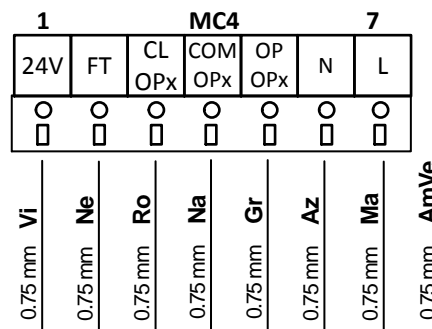 1 MC4 7
24V FT CL OPx COM OPx OP OPx N L
Vi 0.75 mm
Ne 0.75 mm
Ro 0.75 mm
Na 0.75 mm
Gr 0.75 mm
Az 0.75 mm
Ma 0.75 mm
AmVe 0.75 mm